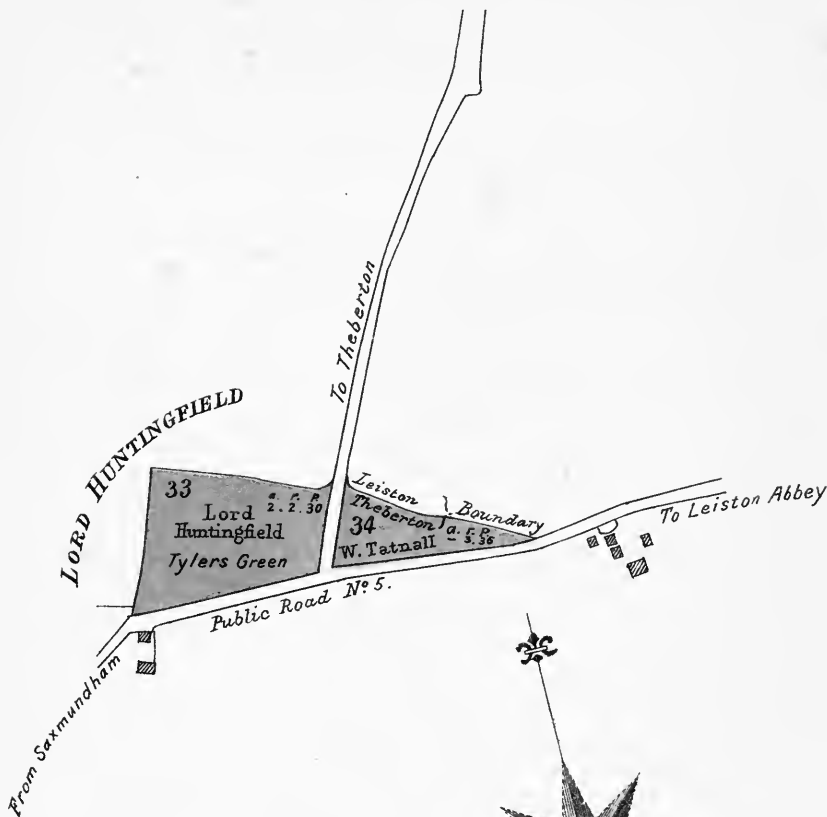 To Theberton
LORD HUNTINGFIELD
33
a. r. p.
2. 2. 30
Lord
Huntingfield
Tylers Green
Leiston
Theberton
Boundary
34
a. r. p.
– 3. 36
W. Tatnall
To Leiston Abbey
Public Road Nº 5.
From Saxmundham